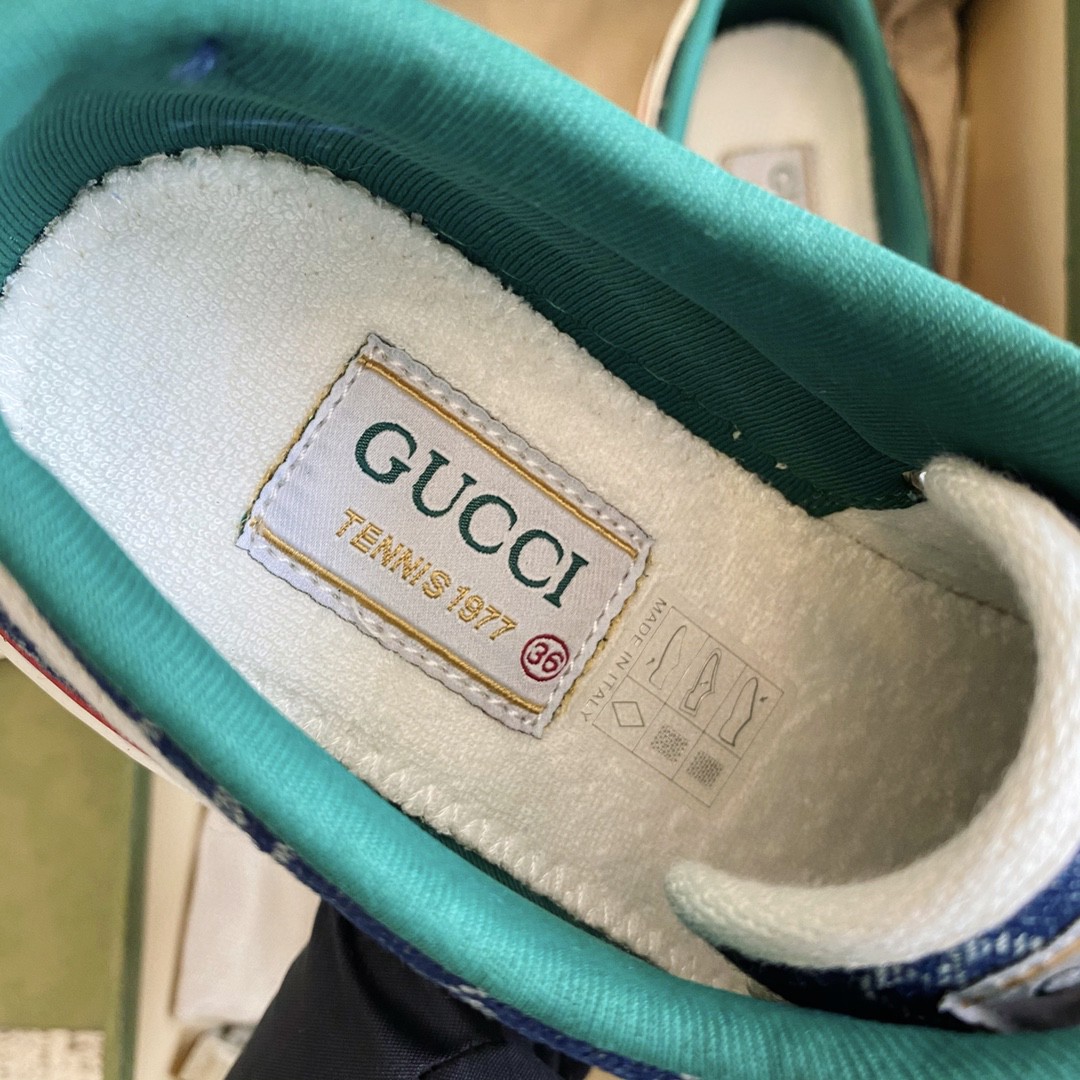 GUCCI
TENNIS 1977
36
MADE IN ITALY